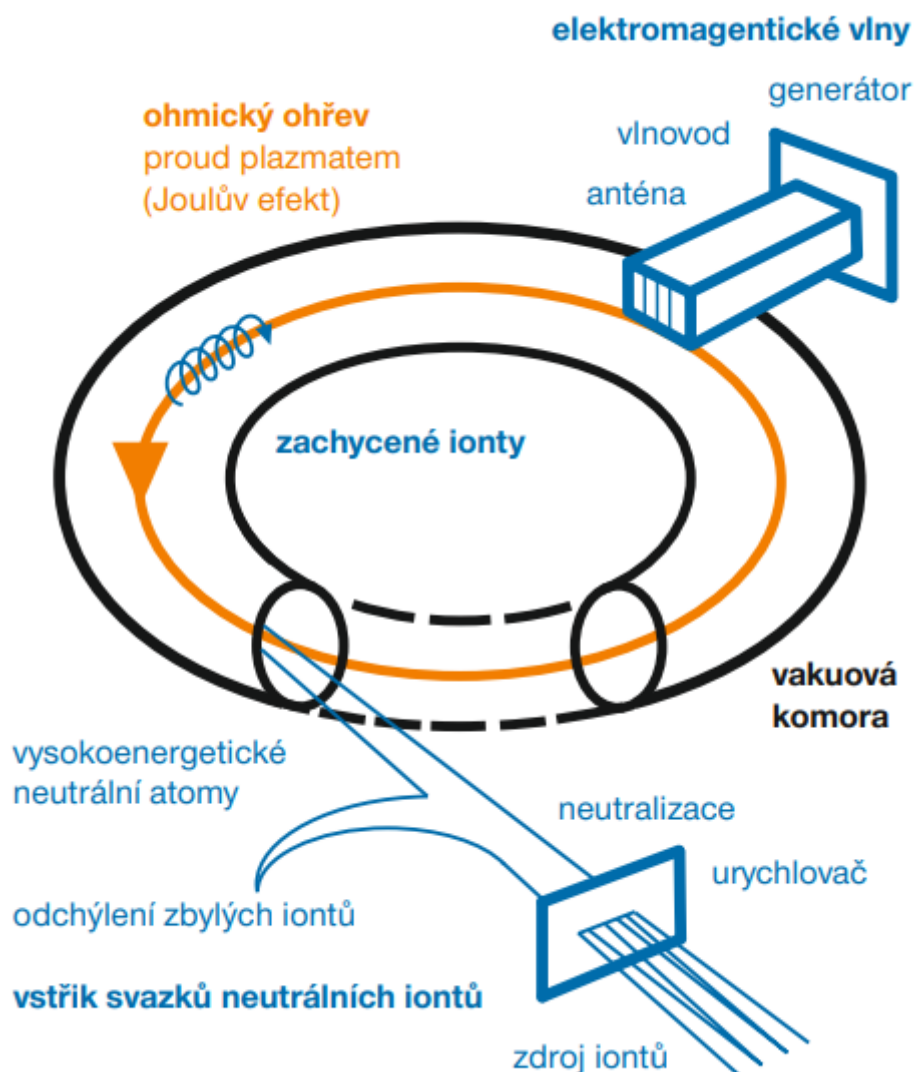 elektromagentické vlny
generátor
vlnovod
anténa
ohmický ohřev
proud plazmatem
(Joulův efekt)
zachycené ionty
vakuová
komora
vysokoenergetické
neutrální atomy
neutralizace
urychlovač
odchýlení zbylých iontů
vstřik svazků neutrálních iontů
zdroj iontů